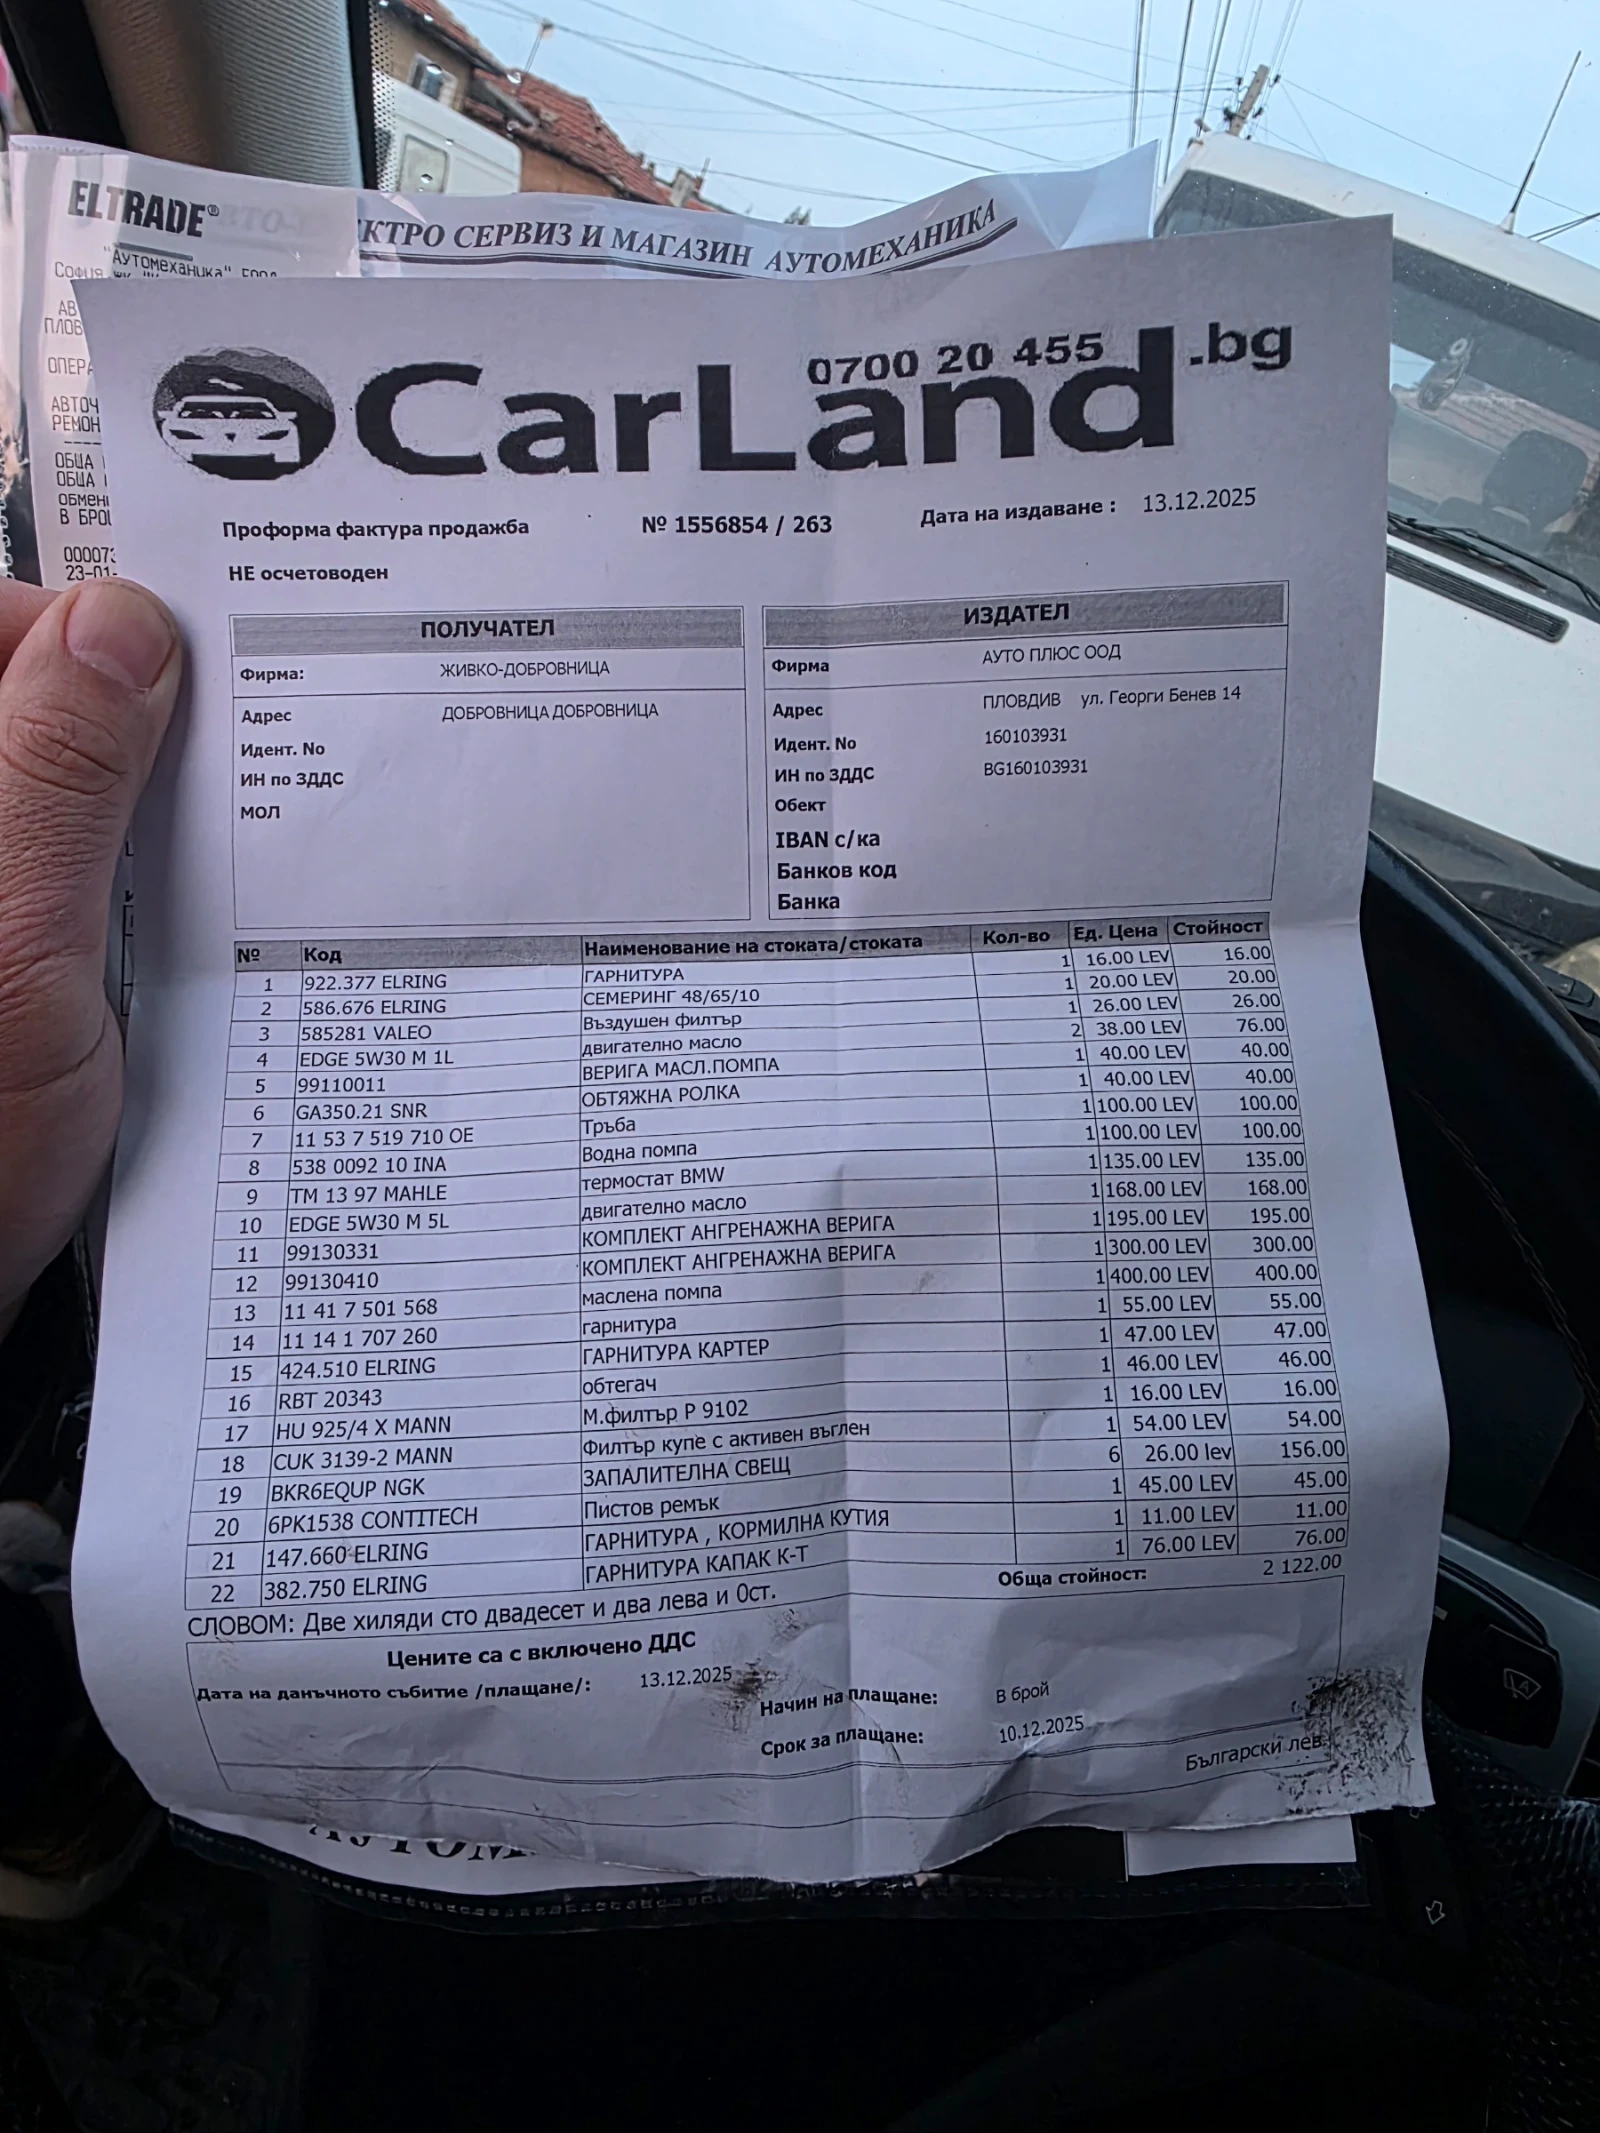 ELTRADE®
"Аутомеханика" ЕООД
София
КТРО СЕРВИЗ И МАГАЗИН АУТОМЕХАНИКА
АВ
ПЛОВ
ОПЕРА
АВТОЧ
РЕМОН
ОБЩА
ОБЩА
ОБМЕН
В БРО
00007
23-01-
CarLand.bg
0700 20 455
Проформа фактура продажба № 1556854 / 263 Дата на издаване : 13.12.2025
НЕ осчетоводен
ПОЛУЧАТЕЛ
Фирма: ЖИВКО-ДОБРОВНИЦА
Адрес ДОБРОВНИЦА ДОБРОВНИЦА
Идент. No
ИН по ЗДДС
МОЛ
ИЗДАТЕЛ
Фирма АУТО ПЛЮС ООД
Адрес ПЛОВДИВ ул. Георги Бенев 14
Идент. No 160103931
ИН по ЗДДС BG160103931
Обект
IBAN с/ка
Банков код
Банка
№ Код Наименование на стоката/стоката Кол-во Ед. Цена Стойност
1 922.377 ELRING ГАРНИТУРА 1 16.00 LEV 16.00
2 586.676 ELRING СЕМЕРИНГ 48/65/10 1 20.00 LEV 20.00
3 585281 VALEO Въздушен филтър 1 26.00 LEV 26.00
4 EDGE 5W30 M 1L двигателно масло 2 38.00 LEV 76.00
5 99110011 ВЕРИГА МАСЛ.ПОМПА 1 40.00 LEV 40.00
6 GA350.21 SNR ОБТЯЖНА РОЛКА 1 40.00 LEV 40.00
7 11 53 7 519 710 OE Тръба 1 100.00 LEV 100.00
8 538 0092 10 INA Водна помпа 1 100.00 LEV 100.00
9 TM 13 97 MAHLE термостат BMW 1 135.00 LEV 135.00
10 EDGE 5W30 M 5L двигателно масло 1 168.00 LEV 168.00
11 99130331 КОМПЛЕКТ АНГРЕНАЖНА ВЕРИГА 1 195.00 LEV 195.00
12 99130410 КОМПЛЕКТ АНГРЕНАЖНА ВЕРИГА 1 300.00 LEV 300.00
13 11 41 7 501 568 маслена помпа 1 400.00 LEV 400.00
14 11 14 1 707 260 гарнитура 1 55.00 LEV 55.00
15 424.510 ELRING ГАРНИТУРА КАРТЕР 1 47.00 LEV 47.00
16 RBT 20343 обтегач 1 46.00 LEV 46.00
17 HU 925/4 X MANN М.филтър P 9102 1 16.00 LEV 16.00
18 CUK 3139-2 MANN Филтър купе с активен въглен 1 54.00 LEV 54.00
19 BKR6EQUP NGK ЗАПАЛИТЕЛНА СВЕЩ 6 26.00 lev 156.00
20 6PK1538 CONTITECH Пистов ремък 1 45.00 LEV 45.00
21 147.660 ELRING ГАРНИТУРА , КОРМИЛНА КУТИЯ 1 11.00 LEV 11.00
22 382.750 ELRING ГАРНИТУРА КАПАК К-Т 1 76.00 LEV 76.00
Обща стойност: 2 122.00
СЛОВОМ: Две хиляди сто двадесет и два лева и 0ст.
Цените са с включено ДДС
Дата на данъчното събитие /плащане/: 13.12.2025
Начин на плащане: В брой
Срок за плащане: 10.12.2025
Български лев